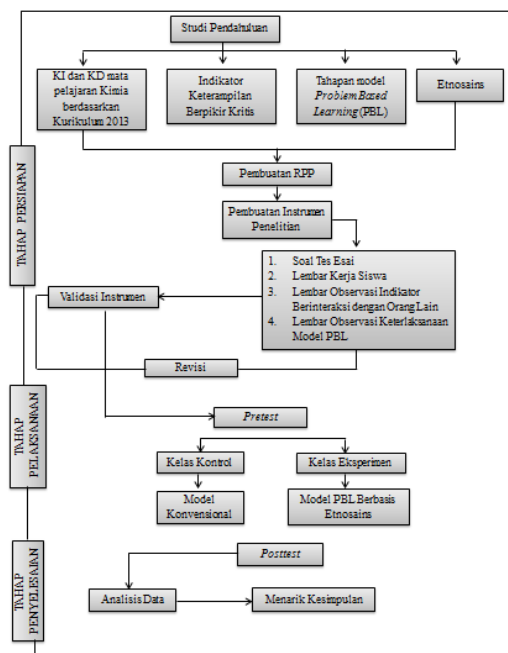 Studi Pendahuluan
KI dan KD mata
pelajaran Kimia
berdasarkan
Kurikulum 2013
Indikator
Keterampilan
Berpikir Kritis
Tahapan model
Problem Based
Learning (PBL)
Etnosains
TAHAP PERSIAPAN
Pembuatan RPP
Pembuatan Instrumen
Penelitian
1. Soal Tes Esai
2. Lembar Kerja Siswa
3. Lembar Observasi Indikator
Berinteraksi dengan Orang Lain
4. Lembar Observasi Keterlaksanaan
Model PBL
Validasi Instrumen
Revisi
TAHAP
PELAKSANAAN
Pretest
Kelas Kontrol
Kelas Eksperimen
Model
Konvensional
Model PBL Berbasis
Etnosains
TAHAP
PENYELESAIAN
Posttest
Analisis Data
Menarik Kesimpulan